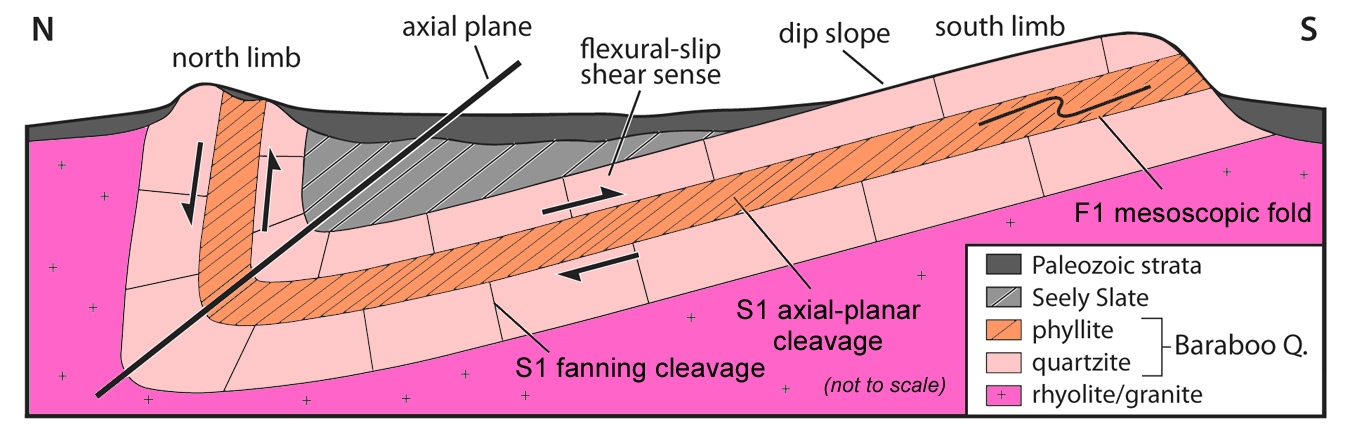 N
S
axial plane
dip slope
south limb
north limb
flexural-slip
shear sense
F1 mesoscopic fold
S1 axial-planar
cleavage
S1 fanning cleavage
(not to scale)
Paleozoic strata
Seely Slate
phyllite
Baraboo Q.
quartzite
rhyolite/granite